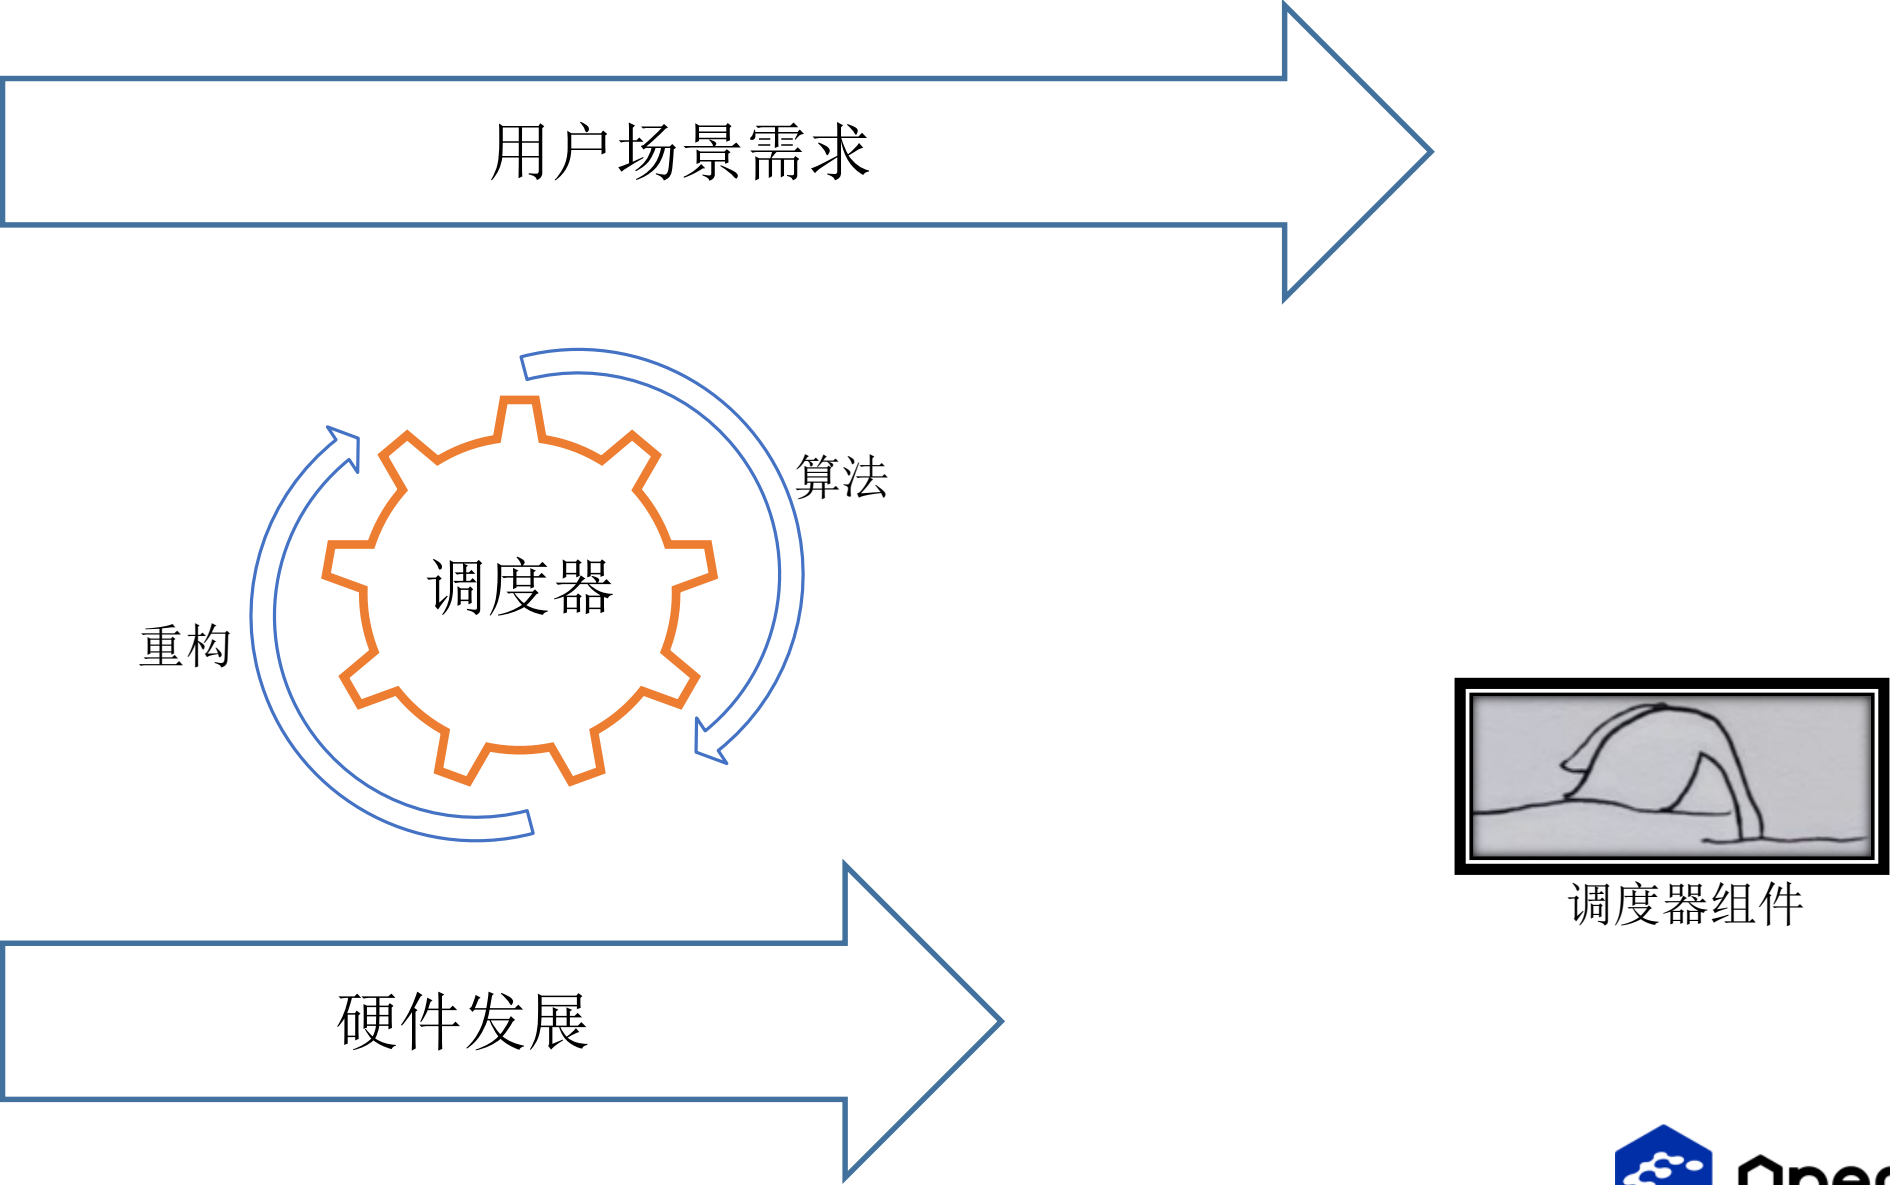 用户场景需求
算法
调度器
重构
调度器组件
硬件发展